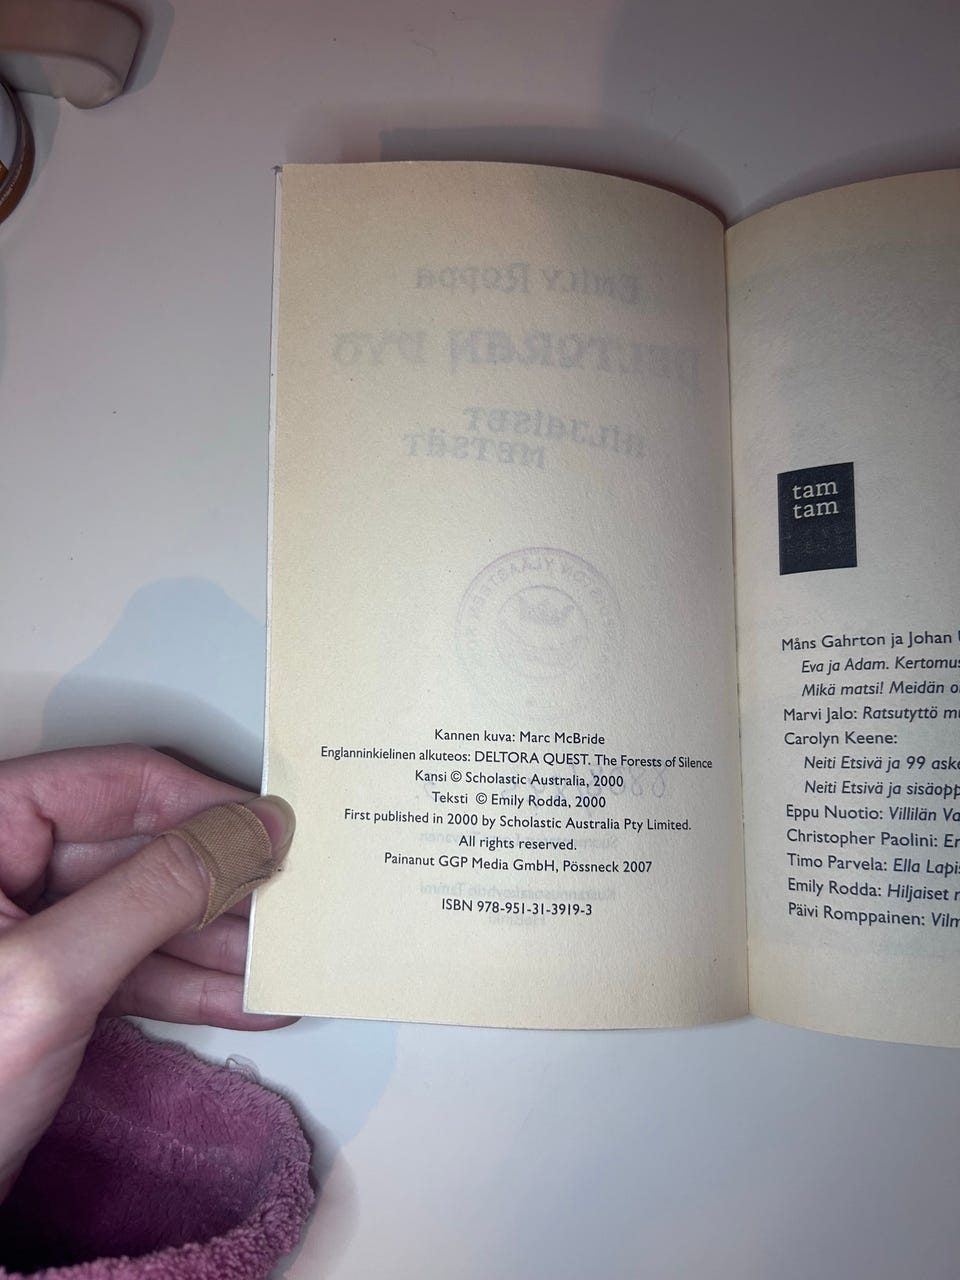 Kannen kuva: Marc McBride
Englanninkielinen alkuteos: DELTORA QUEST. The Forests of Silence
Kansi © Scholastic Australia, 2000
Teksti © Emily Rodda, 2000
First published in 2000 by Scholastic Australia Pty Limited.
All rights reserved.
Painanut GGP Media GmbH, Pössneck 2007
ISBN 978-951-31-3919-3
tam
tam
Måns Gahrton ja Johan
Eva ja Adam. Kertomus
Mikä matsi! Meidän
Marvi Jalo: Ratsutyttö
Carolyn Keene:
Neiti Etsivä ja 99
Neiti Etsivä ja
Eppu Nuotio: Villilän
Christopher Paolini:
Timo Parvela: Ella
Emily Rodda: Hiljaiset
Päivi Romppainen: